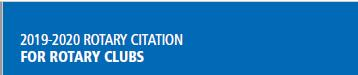 2019-2020 ROTARY CITATION
FOR ROTARY CLUBS